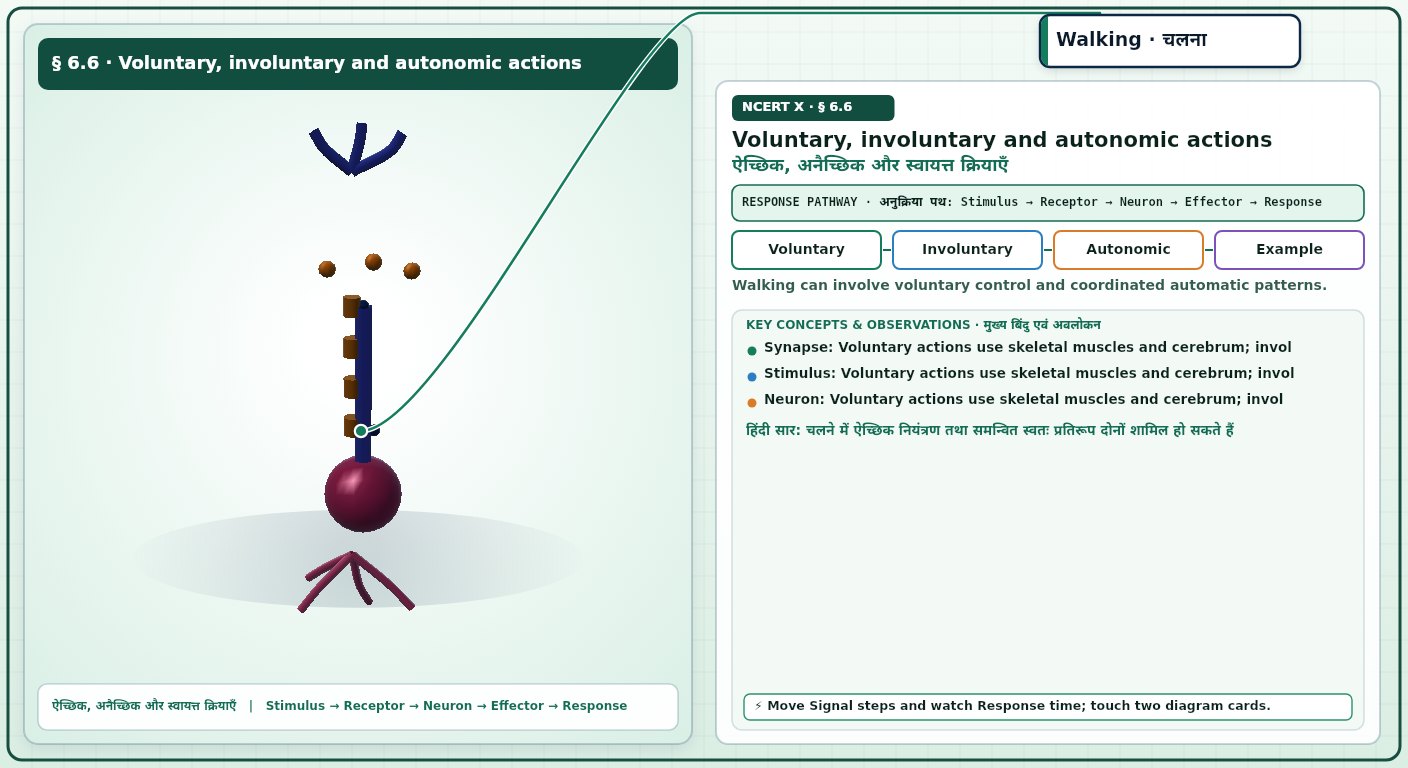 § 6.6 · Voluntary, involuntary and autonomic actions
ऐच्छिक, अनैच्छिक और स्वायत्त क्रियाएँ | Stimulus → Receptor → Neuron → Effector → Response
Walking · चलना
NCERT X · § 6.6
Voluntary, involuntary and autonomic actions
ऐच्छिक, अनैच्छिक और स्वायत्त क्रियाएँ
RESPONSE PATHWAY · अनुक्रिया पथ: Stimulus → Receptor → Neuron → Effector → Response
Voluntary Involuntary Autonomic Example
Walking can involve voluntary control and coordinated automatic patterns.
KEY CONCEPTS & OBSERVATIONS · मुख्य बिंदु एवं अवलोकन
Synapse: Voluntary actions use skeletal muscles and cerebrum; invol
Stimulus: Voluntary actions use skeletal muscles and cerebrum; invol
Neuron: Voluntary actions use skeletal muscles and cerebrum; invol
हिंदी सार: चलने में ऐच्छिक नियंत्रण तथा समन्वित स्वतः प्रतिरूप दोनों शामिल हो सकते हैं
⚡ Move Signal steps and watch Response time; touch two diagram cards.